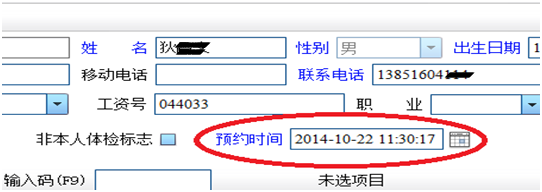 姓 名 狄 性别 男 出生日期 1
移动电话 联系电话 13851604
工资号 044033 职 业
非本人体检标志 预约时间 2014-10-22 11:30:17
输入码(F9) 未选项目